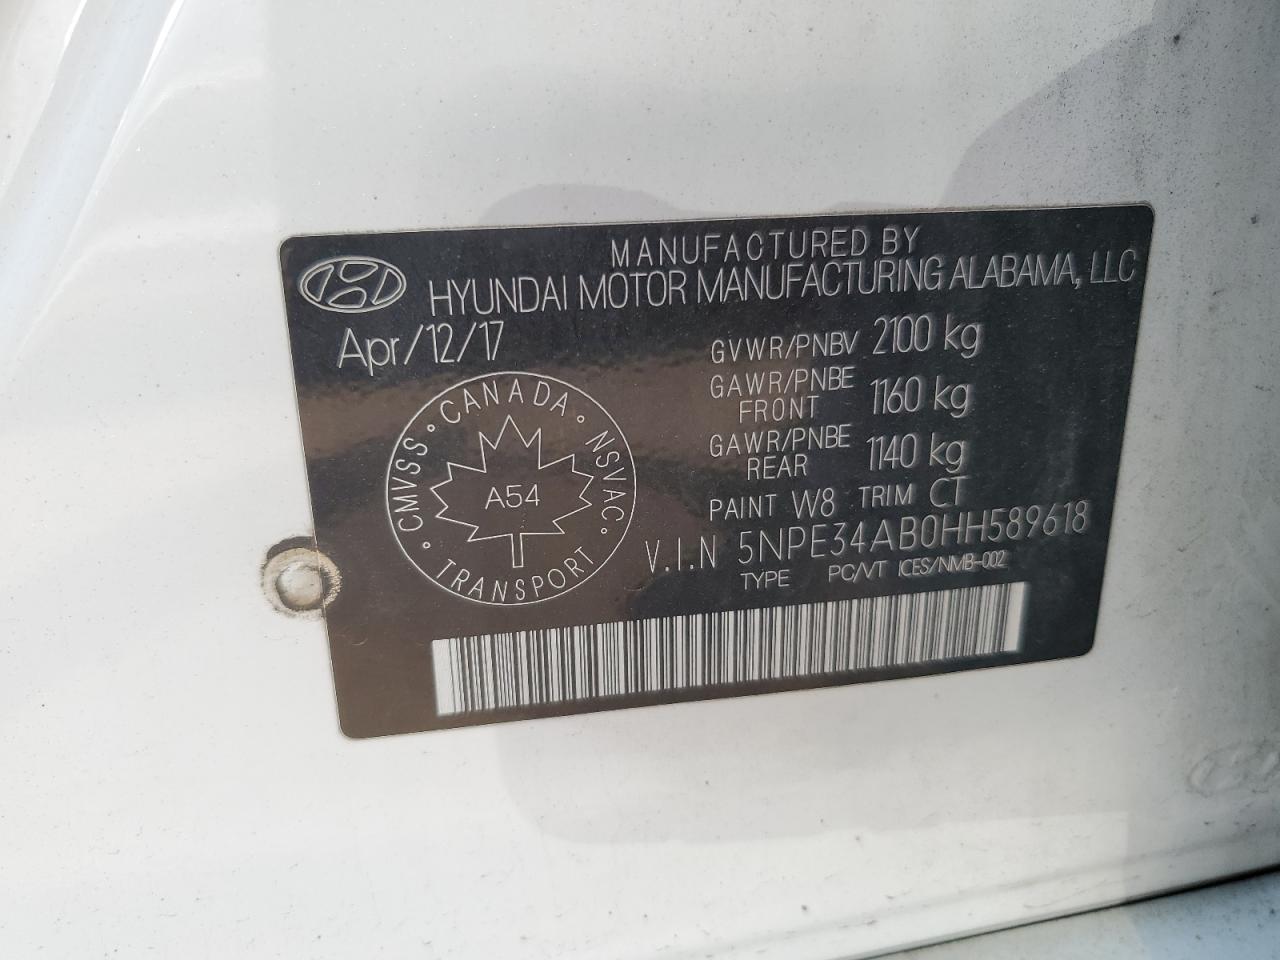 MANUFACTURED BY
HYUNDAI MOTOR MANUFACTURING ALABAMA, LLC
Apr/12/17
GVWR/PNBV 2100 kg
GAWR/PNBE FRONT 1160 kg
GAWR/PNBE REAR 1140 kg
PAINT W8 TRIM CT
V.I.N 5NPE34AB0HH589618
TYPE PC/VT ICES/NMB-002
CMVSS · CANADA · NSVAC · TRANSPORT ·
A54